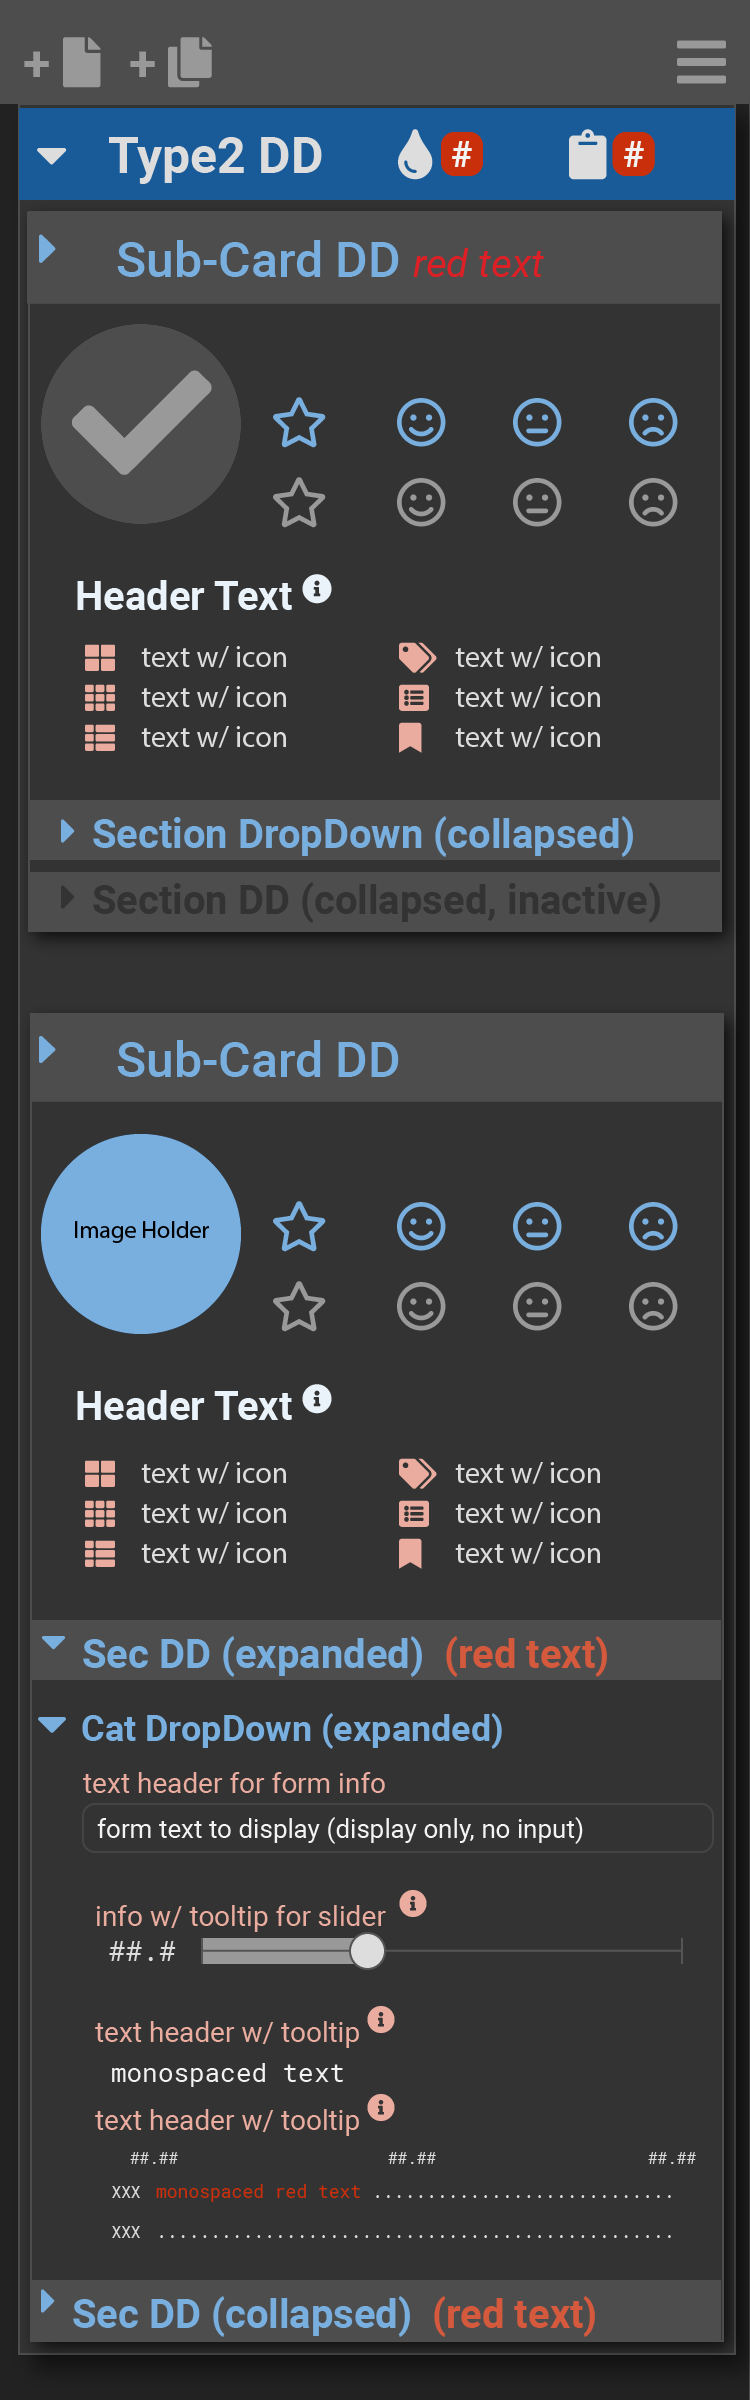 Type2 DD # #
Sub-Card DD red text
Header Text
text w/ icon text w/ icon
text w/ icon text w/ icon
text w/ icon text w/ icon
Section DropDown (collapsed)
Section DD (collapsed, inactive)
Sub-Card DD
Image Holder
Header Text
text w/ icon text w/ icon
text w/ icon text w/ icon
text w/ icon text w/ icon
Sec DD (expanded) (red text)
Cat DropDown (expanded)
text header for form info
form text to display (display only, no input)
info w/ tooltip for slider
##.#
text header w/ tooltip
monospaced text
text header w/ tooltip
##.## ##.## ##.##
XXX monospaced red text ............................
XXX ................................................
Sec DD (collapsed) (red text)